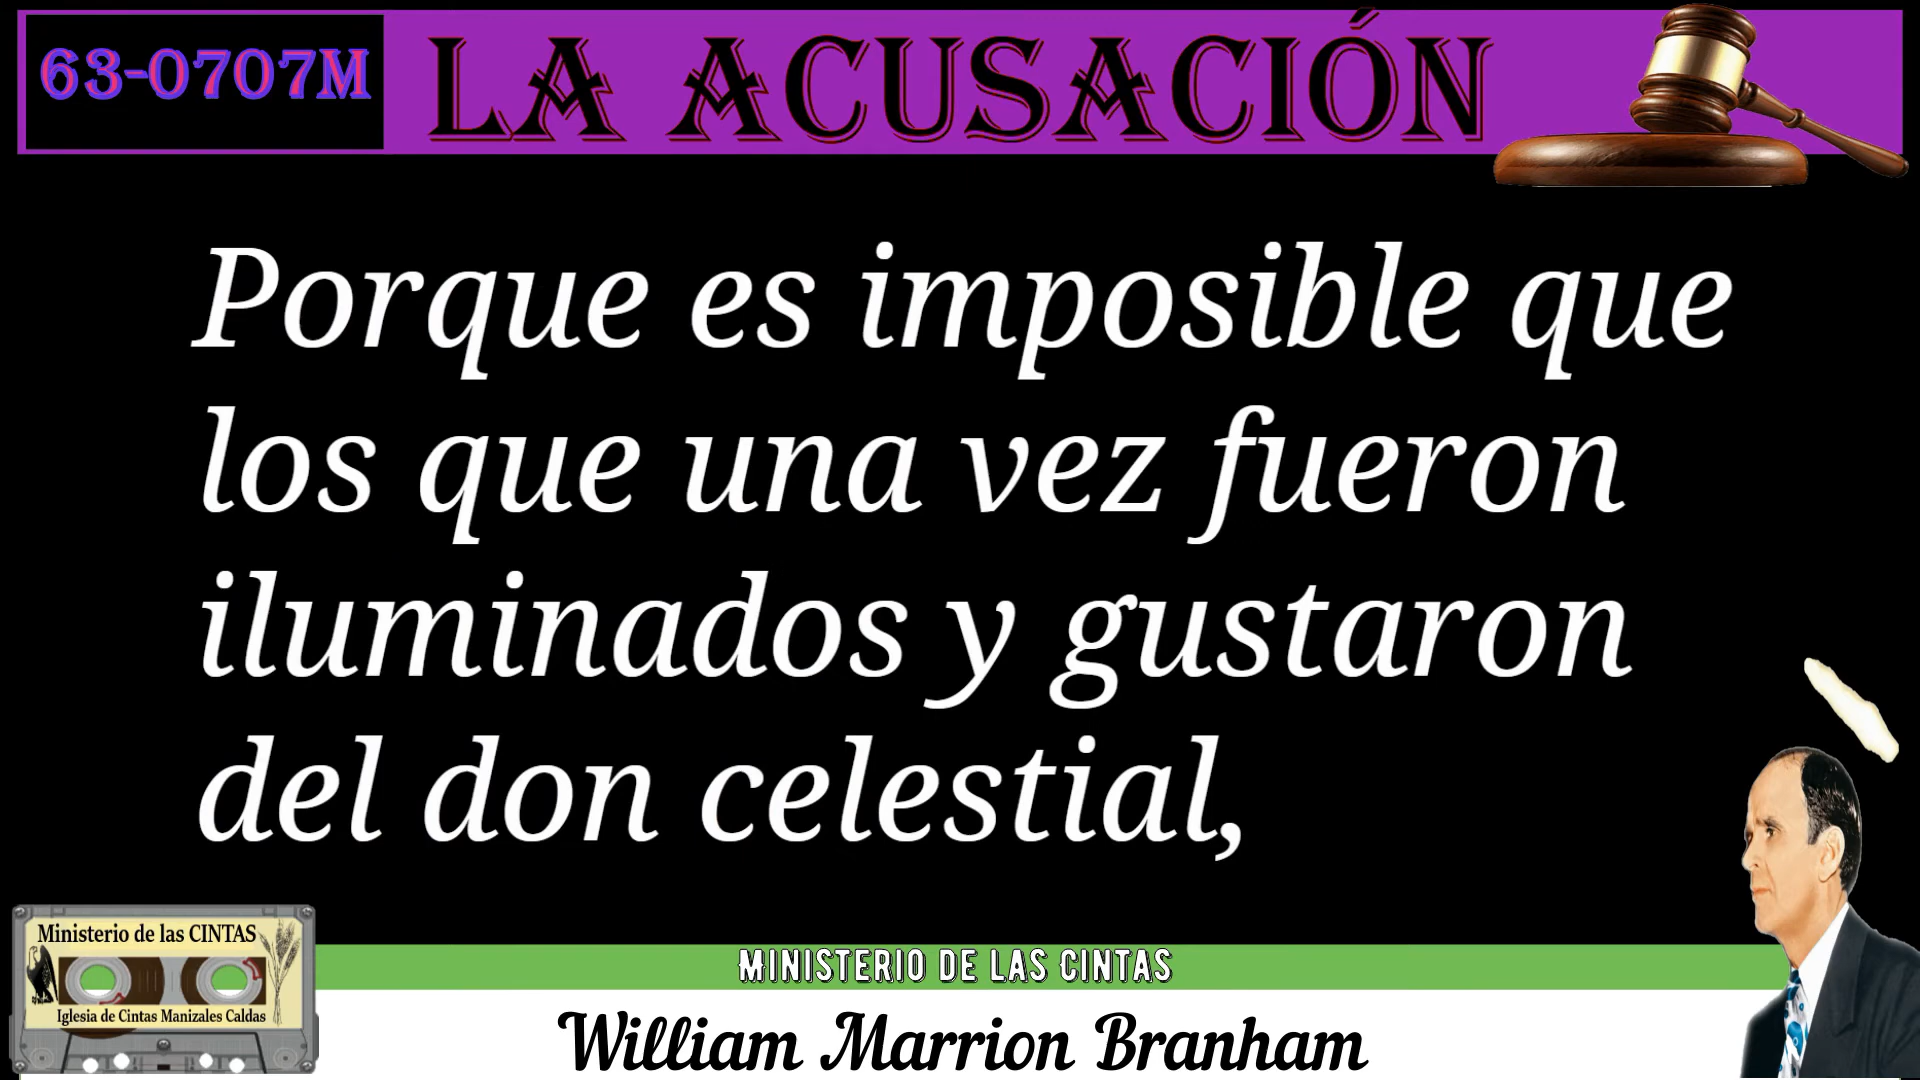 63-0707M
LA ACUSACIÓN
Porque es imposible que
los que una vez fueron
iluminados y gustaron
del don celestial,
Ministerio de las CINTAS
Iglesia de Cintas Manizales Caldas
MINISTERIO DE LAS CINTAS
William Marrion Branham